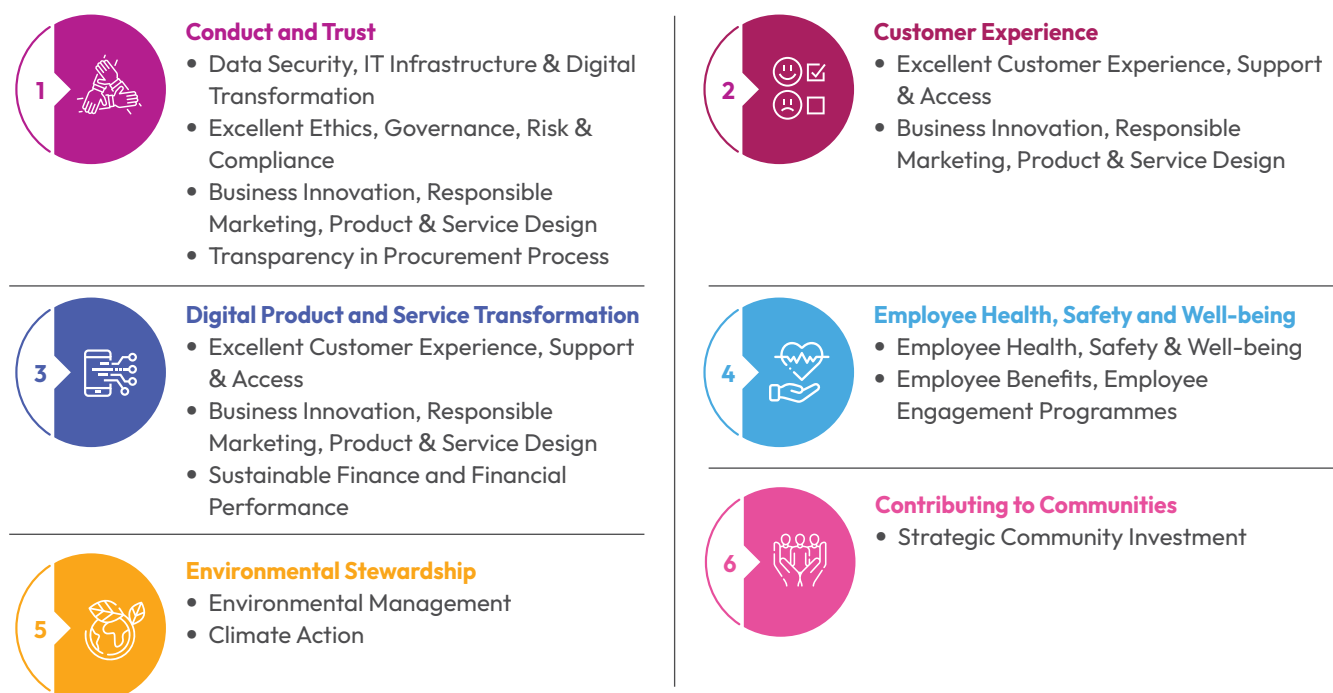 1
Conduct and Trust
• Data Security, IT Infrastructure & Digital
Transformation
• Excellent Ethics, Governance, Risk &
Compliance
• Business Innovation, Responsible
Marketing, Product & Service Design
• Transparency in Procurement Process
2
Customer Experience
• Excellent Customer Experience, Support
& Access
• Business Innovation, Responsible
Marketing, Product & Service Design
3
Digital Product and Service Transformation
• Excellent Customer Experience, Support
& Access
• Business Innovation, Responsible
Marketing, Product & Service Design
• Sustainable Finance and Financial
Performance
4
Employee Health, Safety and Well-being
• Employee Health, Safety & Well-being
• Employee Benefits, Employee
Engagement Programmes
5
Environmental Stewardship
• Environmental Management
• Climate Action
6
Contributing to Communities
• Strategic Community Investment